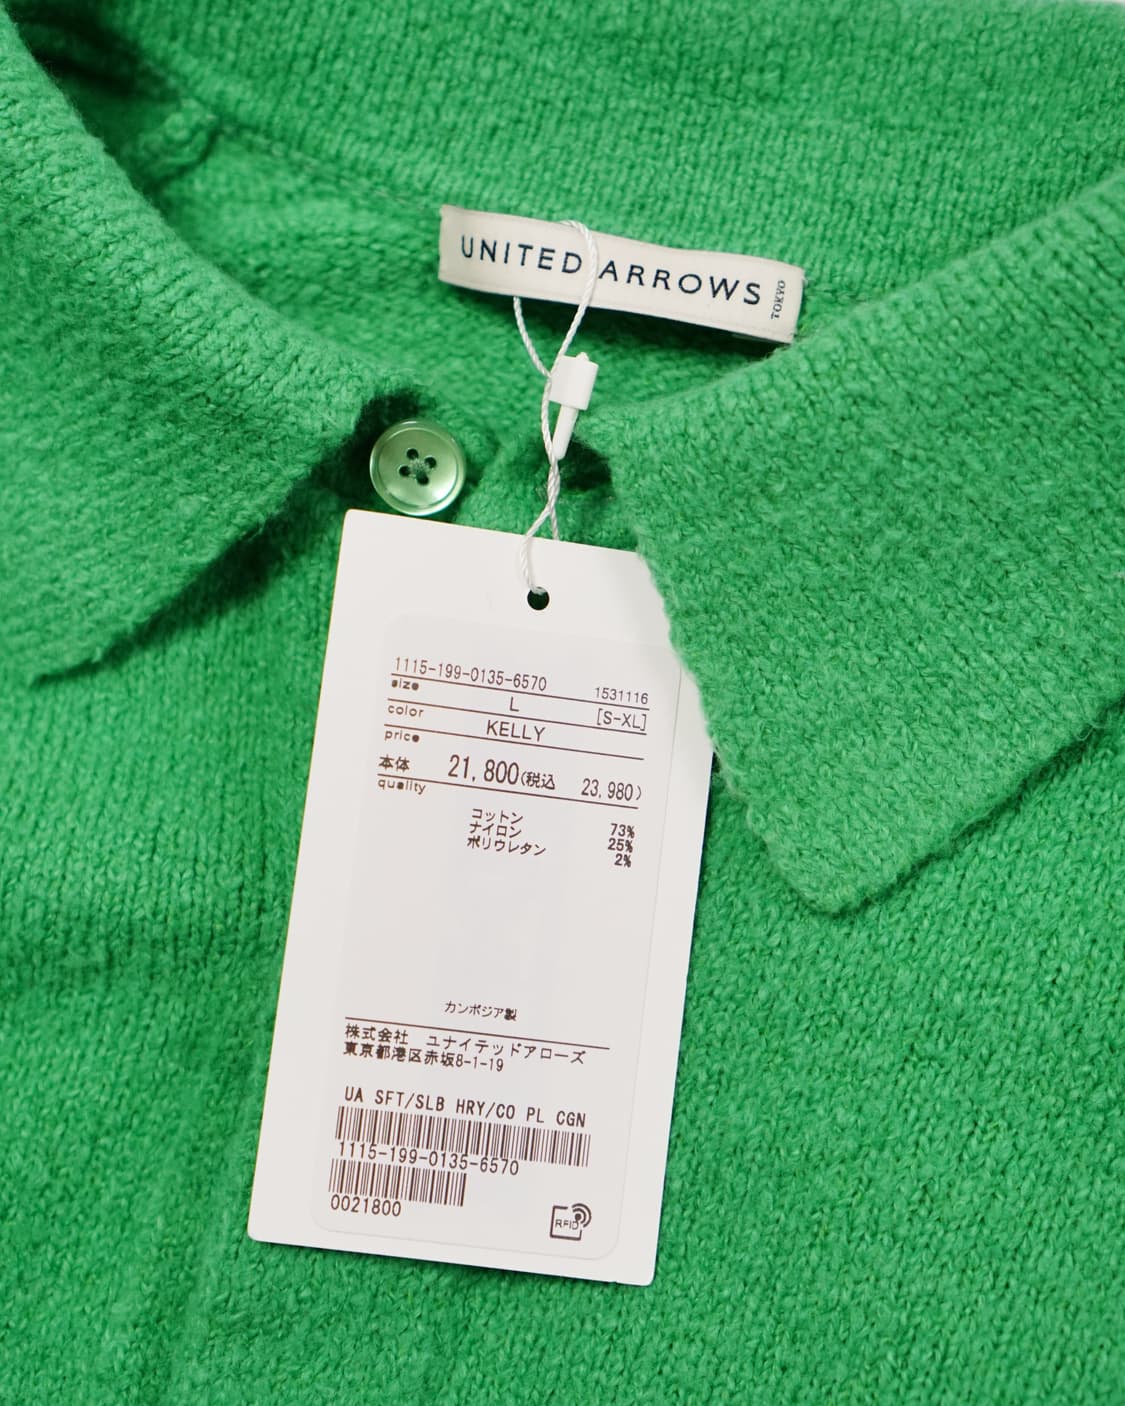 UNITED ARROWS
TOKYO
1115-199-0135-6570
1531116
size L [S-XL]
color KELLY
price
本体 21,800(税込 23,980)
quality
コットン 73%
ナイロン 25%
ポリウレタン 2%
カンボジア製
株式会社 ユナイテッドアローズ
東京都港区赤坂8-1-19
UA SFT/SLB HRY/CO PL CGN
1115-199-0135-6570
0021800
RFID